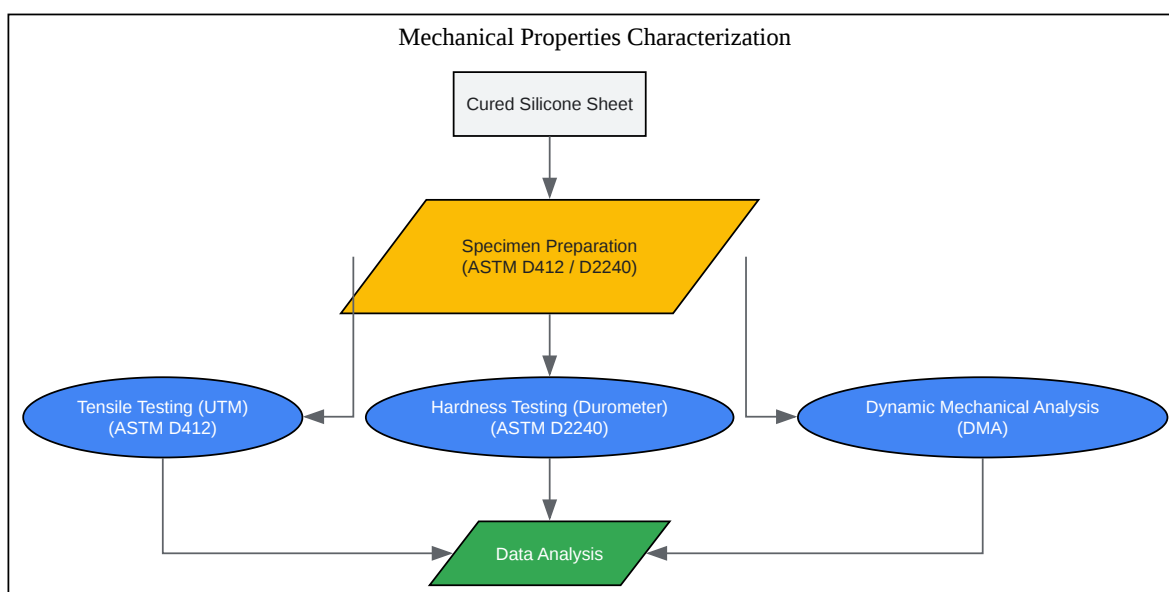 Mechanical Properties Characterization
Cured Silicone Sheet
Specimen Preparation
(ASTM D412 / D2240)
Tensile Testing (UTM)
(ASTM D412)
Hardness Testing (Durometer)
(ASTM D2240)
Dynamic Mechanical Analysis
(DMA)
Data Analysis